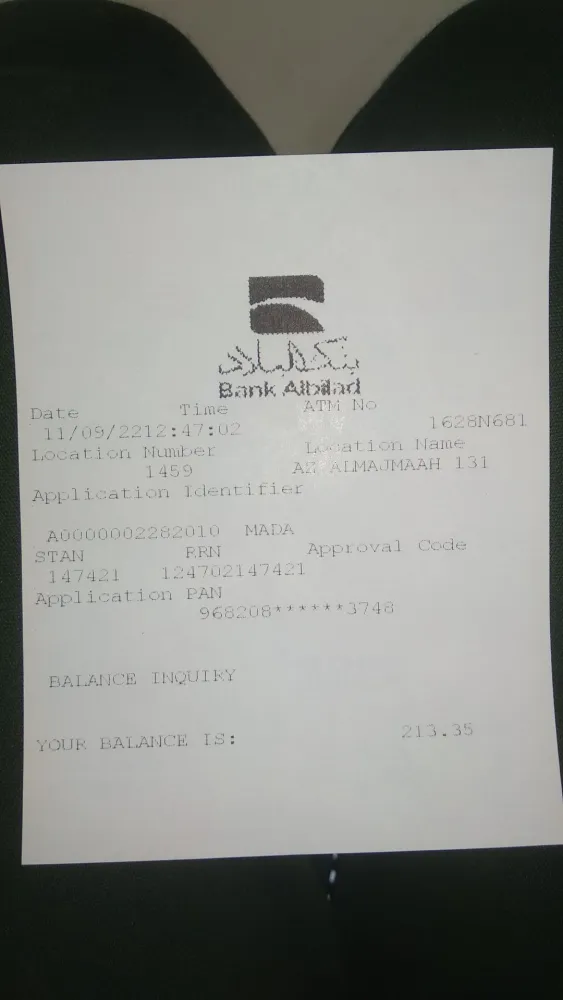 بنك البلاد
Bank Albilad
Date Time ATM No
11/09/2212:47:02 1628N681
Location Number Location Name
1459 ALMAJMAAH 131
Application Identifier
A0000002282010 MADA
STAN RRN Approval Code
147421 124702147421
Application PAN
968208******3748
BALANCE INQUIRY
YOUR BALANCE IS: 213.35